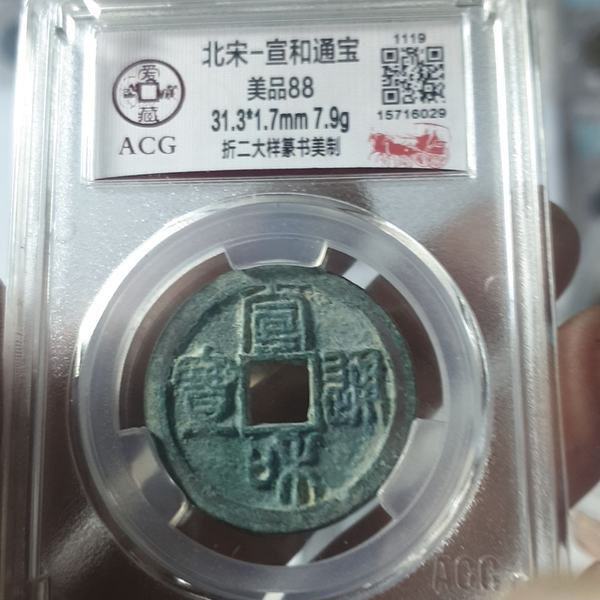 爱
藏
ACG
北宋-宣和通宝
美品88
31.3*1.7mm 7.9g
折二大样篆书美制
1119
15716029
宣
和
通
寶
ACG